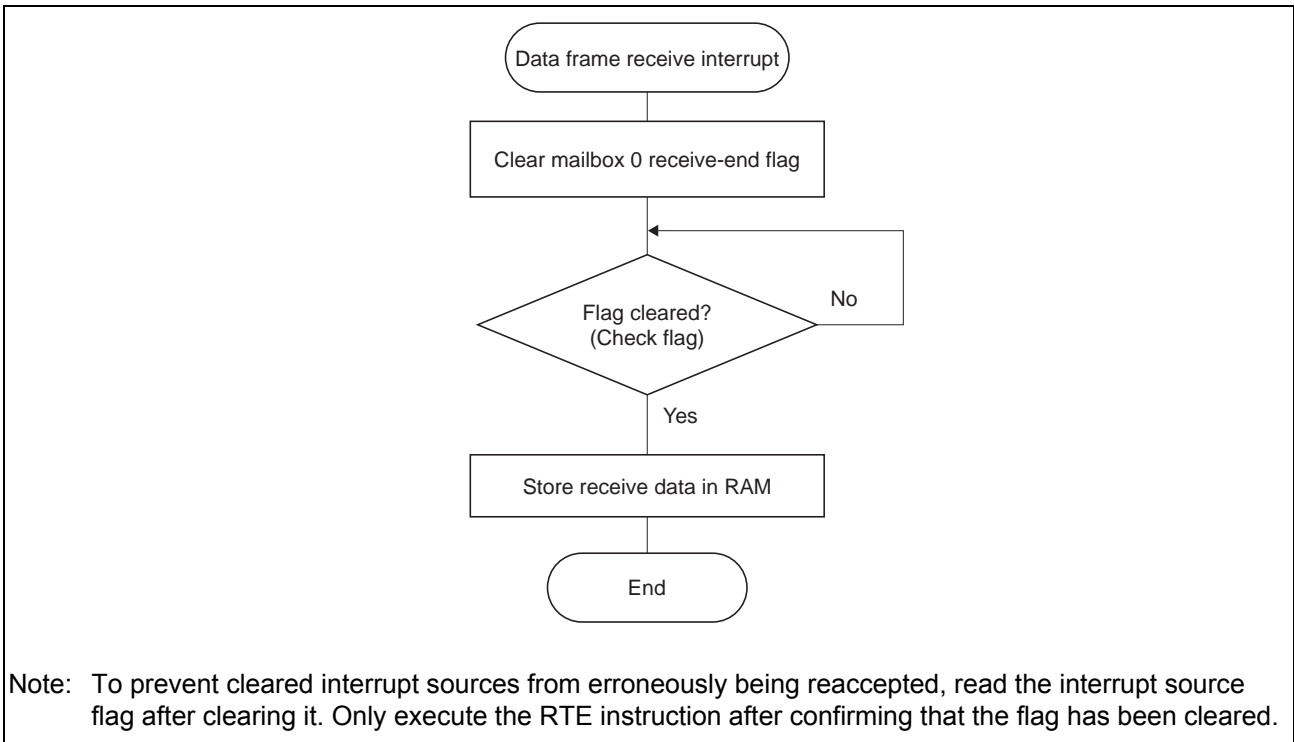 Data frame receive interrupt
Clear mailbox 0 receive-end flag
Flag cleared?
(Check flag)
No
Yes
Store receive data in RAM
End
Note: To prevent cleared interrupt sources from erroneously being reaccepted, read the interrupt source
flag after clearing it. Only execute the RTE instruction after confirming that the flag has been cleared.